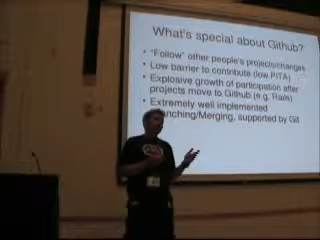 What's special about Github?
• "Follow" other people's projects/changes
• Low barrier to contribute (low PITA)
• Explosive growth of participation after
projects move to Github (e.g. Rails)
• Extremely well implemented
Branching/Merging, supported by Git